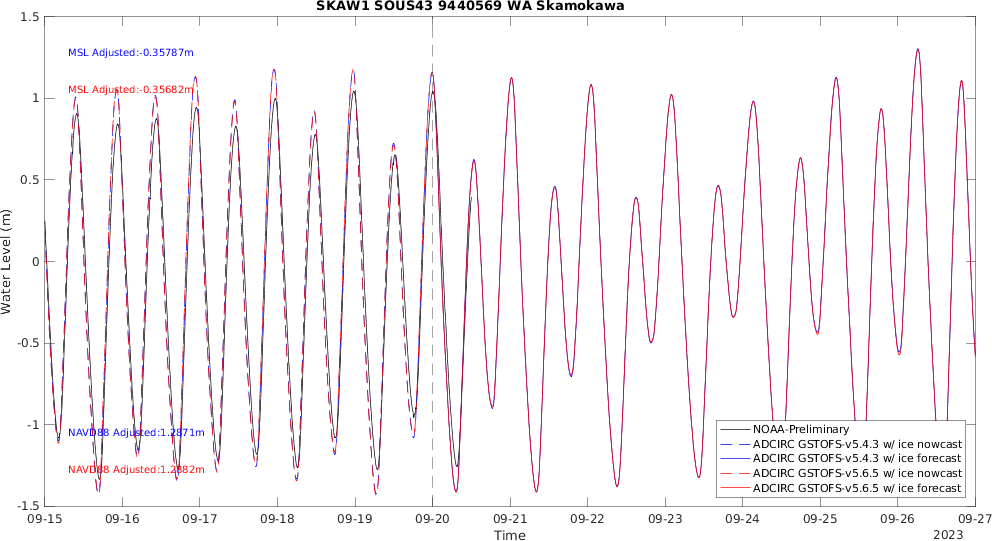 SKAW1 SOUS43 9440569 WA Skamokawa
1.5
1
0.5
0
-0.5
-1
-1.5
Water Level (m)
MSL Adjusted:-0.35787m
MSL Adjusted:-0.35682m
NAVD88 Adjusted:1.2871m
NAVD88 Adjusted:1.2882m
NOAA-Preliminary
ADCIRC GSTOFS-v5.4.3 w/ ice nowcast
ADCIRC GSTOFS-v5.4.3 w/ ice forecast
ADCIRC GSTOFS-v5.6.5 w/ ice nowcast
ADCIRC GSTOFS-v5.6.5 w/ ice forecast
09-15 09-16 09-17 09-18 09-19 09-20 09-21 09-22 09-23 09-24 09-25 09-26 09-27
Time
2023